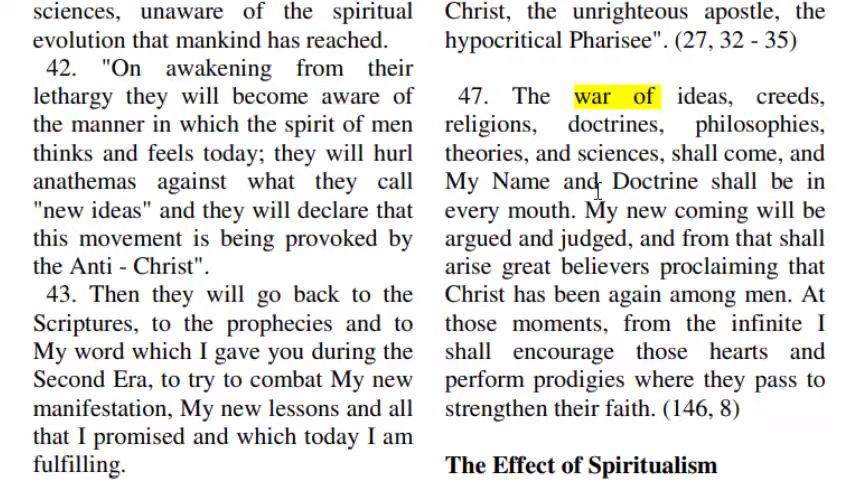 sciences, unaware of the spiritual
evolution that mankind has reached.
42. "On awakening from their
lethargy they will become aware of
the manner in which the spirit of men
thinks and feels today; they will hurl
anathemas against what they call
"new ideas" and they will declare that
this movement is being provoked by
the Anti - Christ".
43. Then they will go back to the
Scriptures, to the prophecies and to
My word which I gave you during the
Second Era, to try to combat My new
manifestation, My new lessons and all
that I promised and which today I am
fulfilling.
Christ, the unrighteous apostle, the
hypocritical Pharisee". (27, 32 - 35)
47. The war of ideas, creeds,
religions, doctrines, philosophies,
theories, and sciences, shall come, and
My Name and Doctrine shall be in
every mouth. My new coming will be
argued and judged, and from that shall
arise great believers proclaiming that
Christ has been again among men. At
those moments, from the infinite I
shall encourage those hearts and
perform prodigies where they pass to
strengthen their faith. (146, 8)
The Effect of Spiritualism